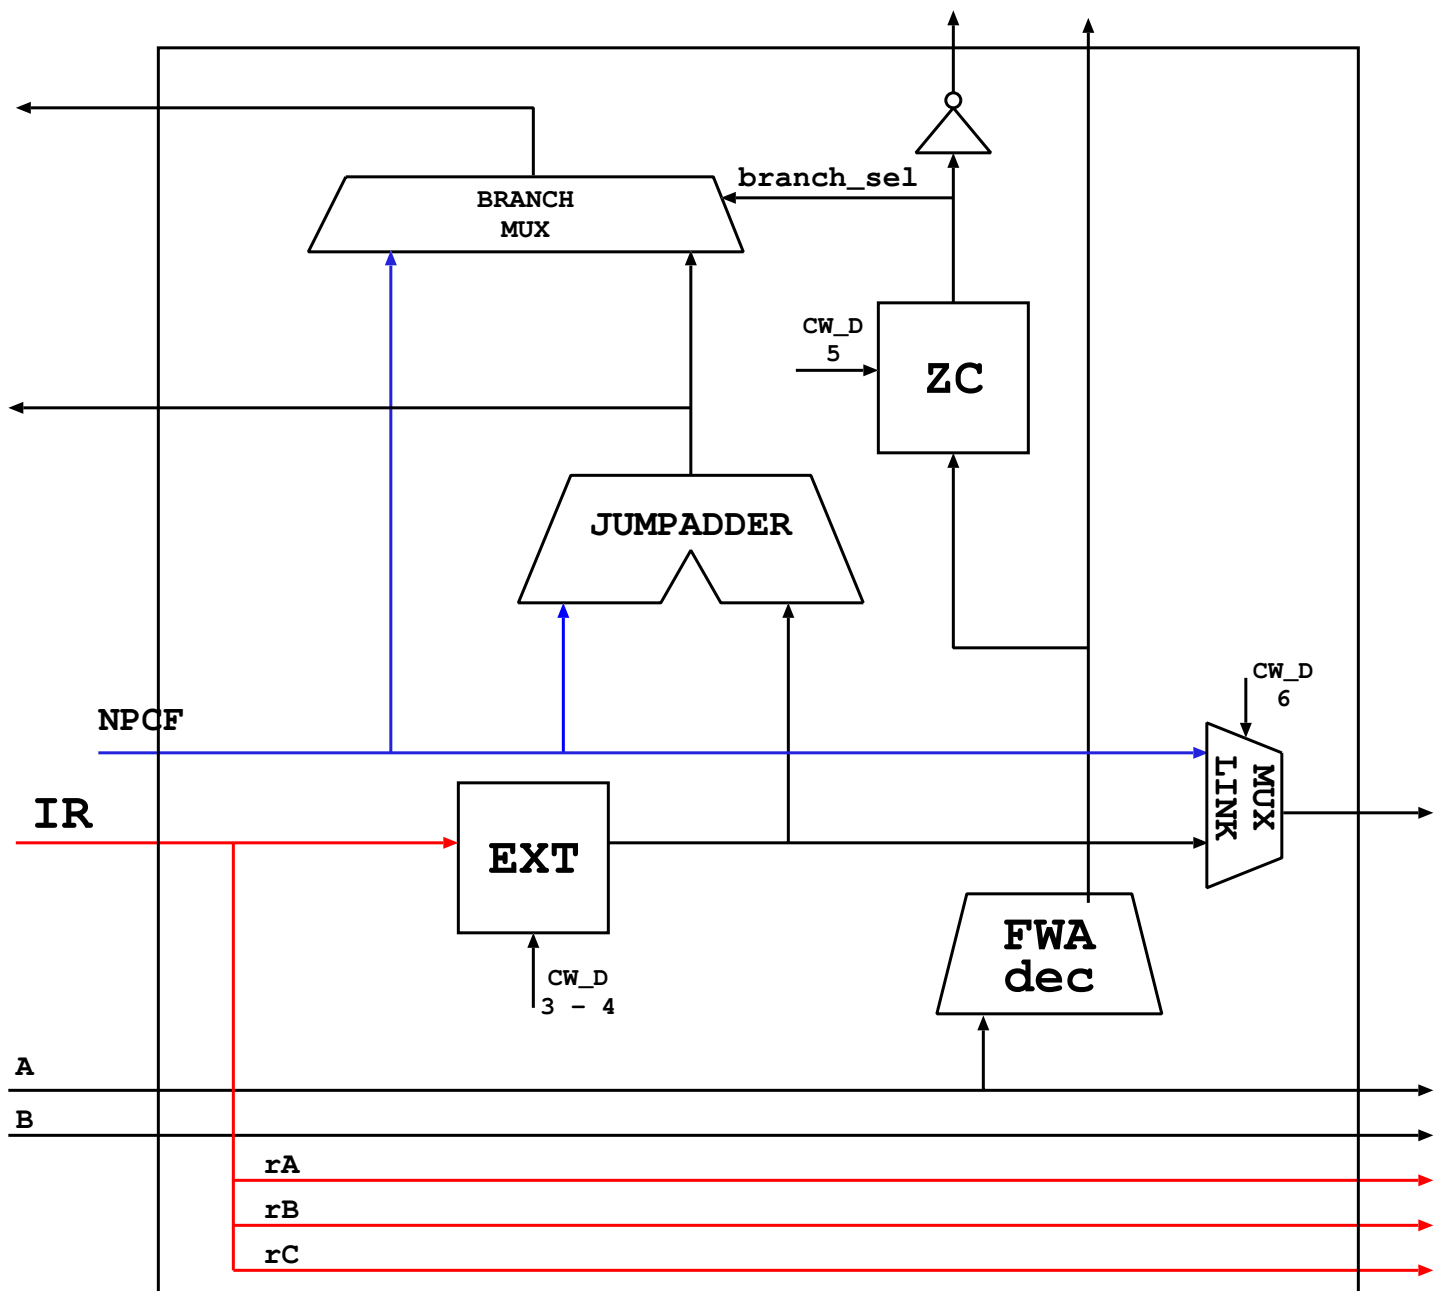 branch_sel
BRANCH
MUX
CW_D
5
ZC
JUMPADDER
CW_D
6
NPCF
MUX
LINK
IR
EXT
FWA
dec
CW_D
3 - 4
A
B
rA
rB
rC